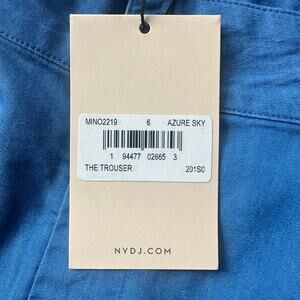 MINO2219 6 AZURE SKY
1 94477 02665 3
THE TROUSER 201S0
NYDJ.COM